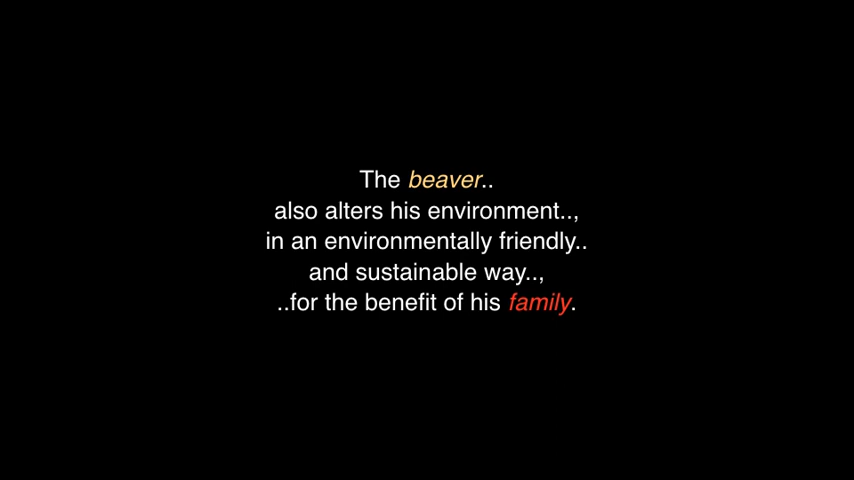 The beaver..
also alters his environment..,
in an environmentally friendly..
and sustainable way..,
..for the benefit of his family.